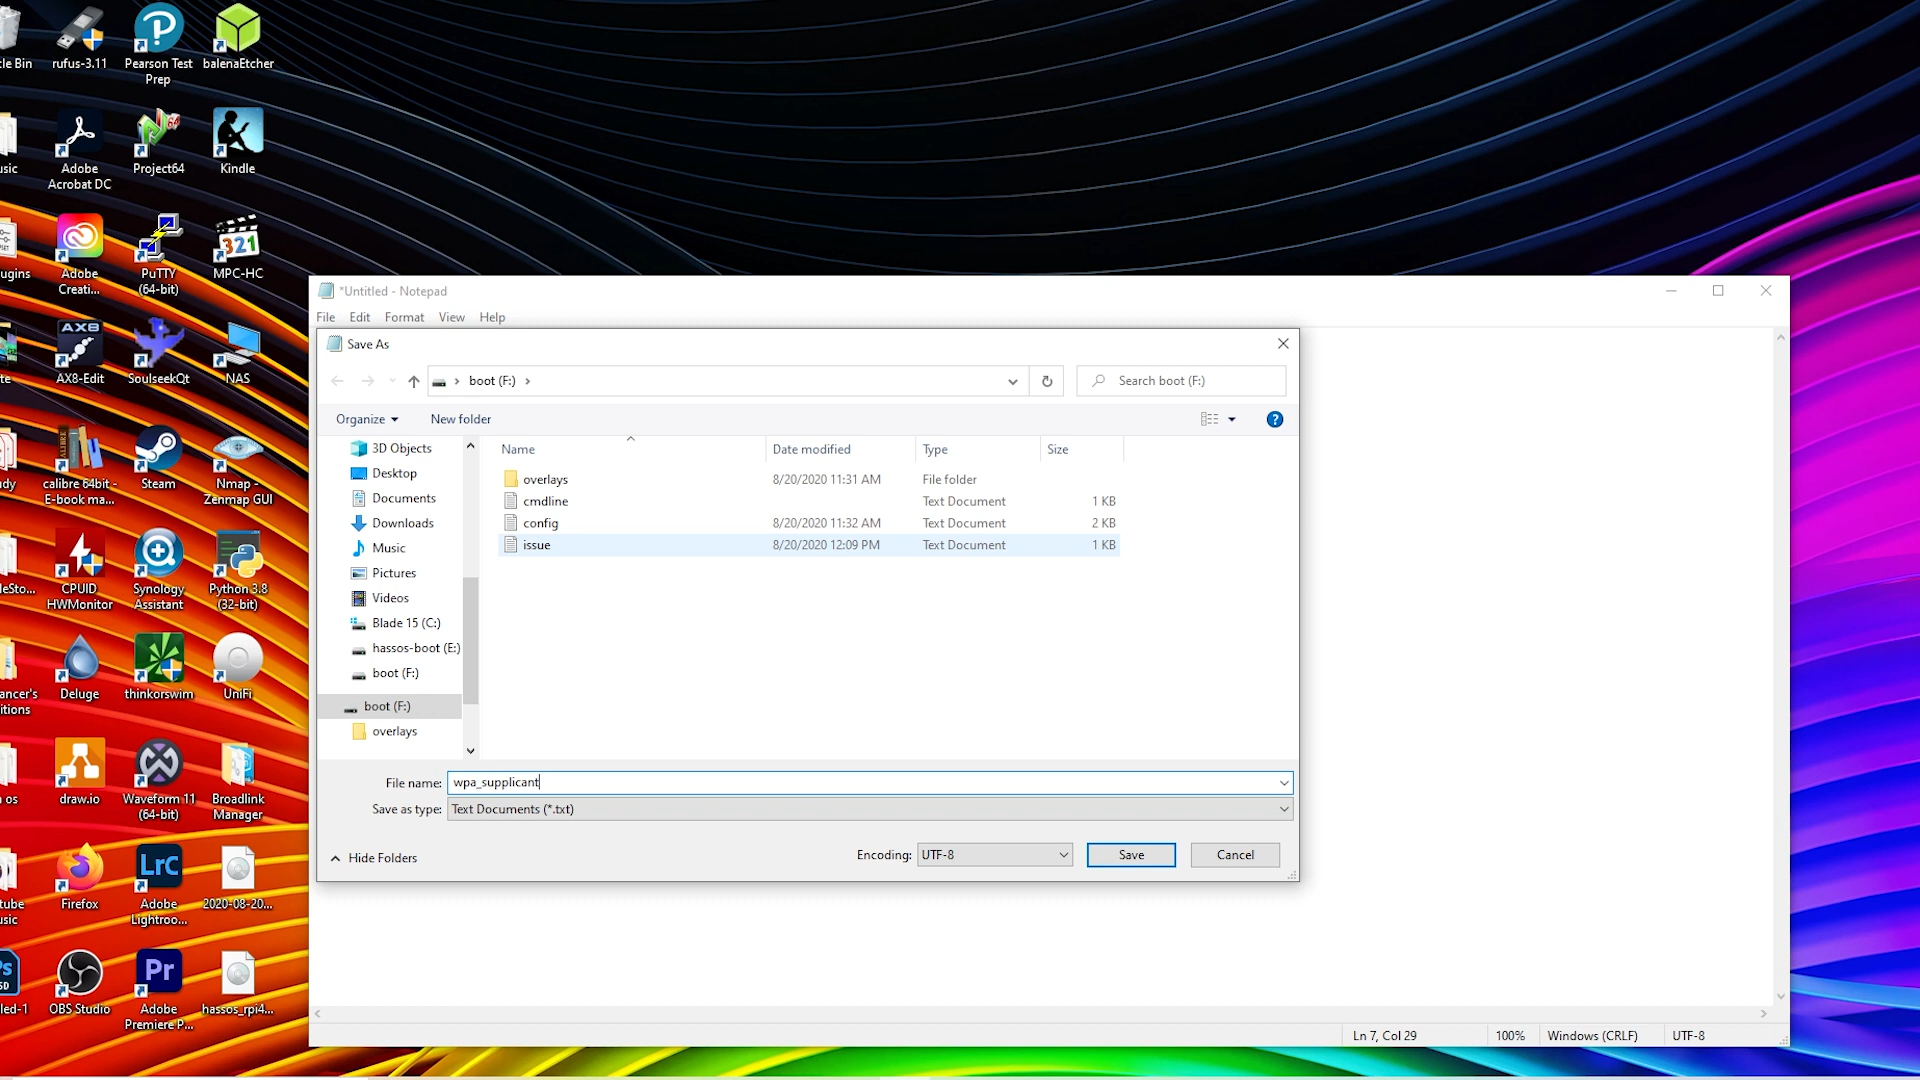 cle Bin
rufus-3.11
Pearson Test
Prep
balenaEtcher
usic
Adobe
Acrobat DC
Project64
Kindle
ugins
Adobe
Creati...
PuTTY
(64-bit)
321
MPC-HC
AX8
AX8-Edit
SoulseekQt
NAS
calibre 64bit -
E-book ma...
Steam
Nmap -
Zenmap GUI
CPUID
HWMonitor
Synology
Assistant
Python 3.8
(32-bit)
ancer's
itions
Deluge
thinkorswim
UniFi
os
draw.io
Waveform 11
(64-bit)
Broadlink
Manager
tube
usic
Firefox
LrC
Adobe
Lightroo...
2020-08-20...
led-1
OBS Studio
Pr
Adobe
Premiere P...
hassos_rpi4...
*Untitled - Notepad
File Edit Format View Help
Save As
boot (F:)
Search boot (F:)
Organize
New folder
3D Objects
Desktop
Documents
Downloads
Music
Pictures
Videos
Blade 15 (C:)
hassos-boot (E:)
boot (F:)
boot (F:)
overlays
Name Date modified Type Size
overlays 8/20/2020 11:31 AM File folder
cmdline Text Document 1 KB
config 8/20/2020 11:32 AM Text Document 2 KB
issue 8/20/2020 12:09 PM Text Document 1 KB
File name: wpa_supplicant
Save as type: Text Documents (*.txt)
Hide Folders
Encoding: UTF-8
Save
Cancel
Ln 7, Col 29 100% Windows (CRLF) UTF-8